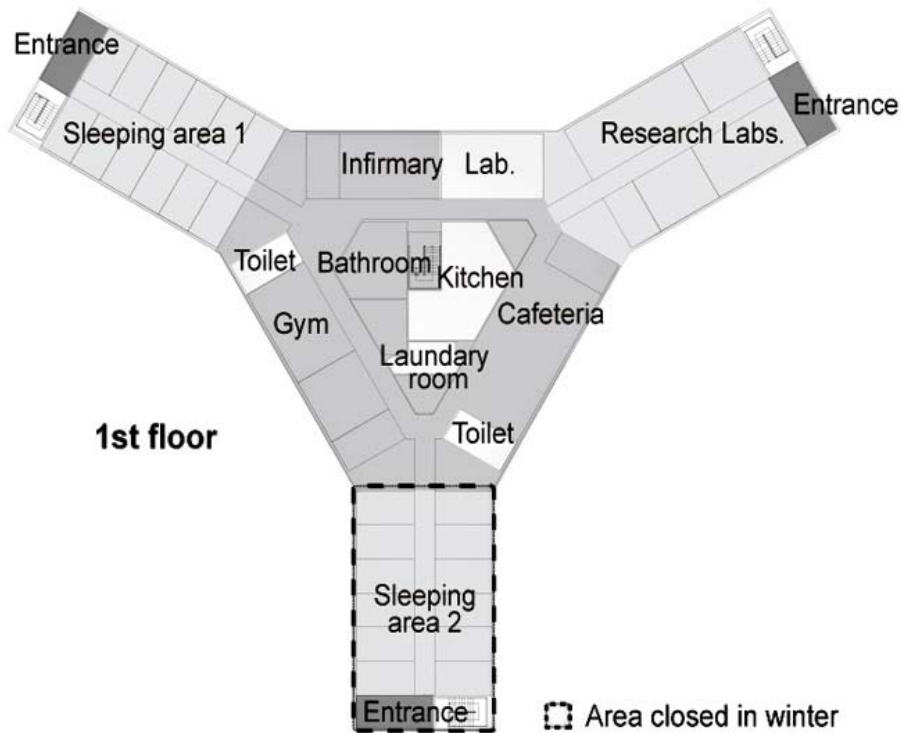 Entrance
Entrance
Sleeping area 1
Research Labs.
Infirmary
Lab.
Toilet
Bathroom
Kitchen
Gym
Cafeteria
Laundary
room
Toilet
1st floor
Sleeping
area 2
Entrance
Area closed in winter